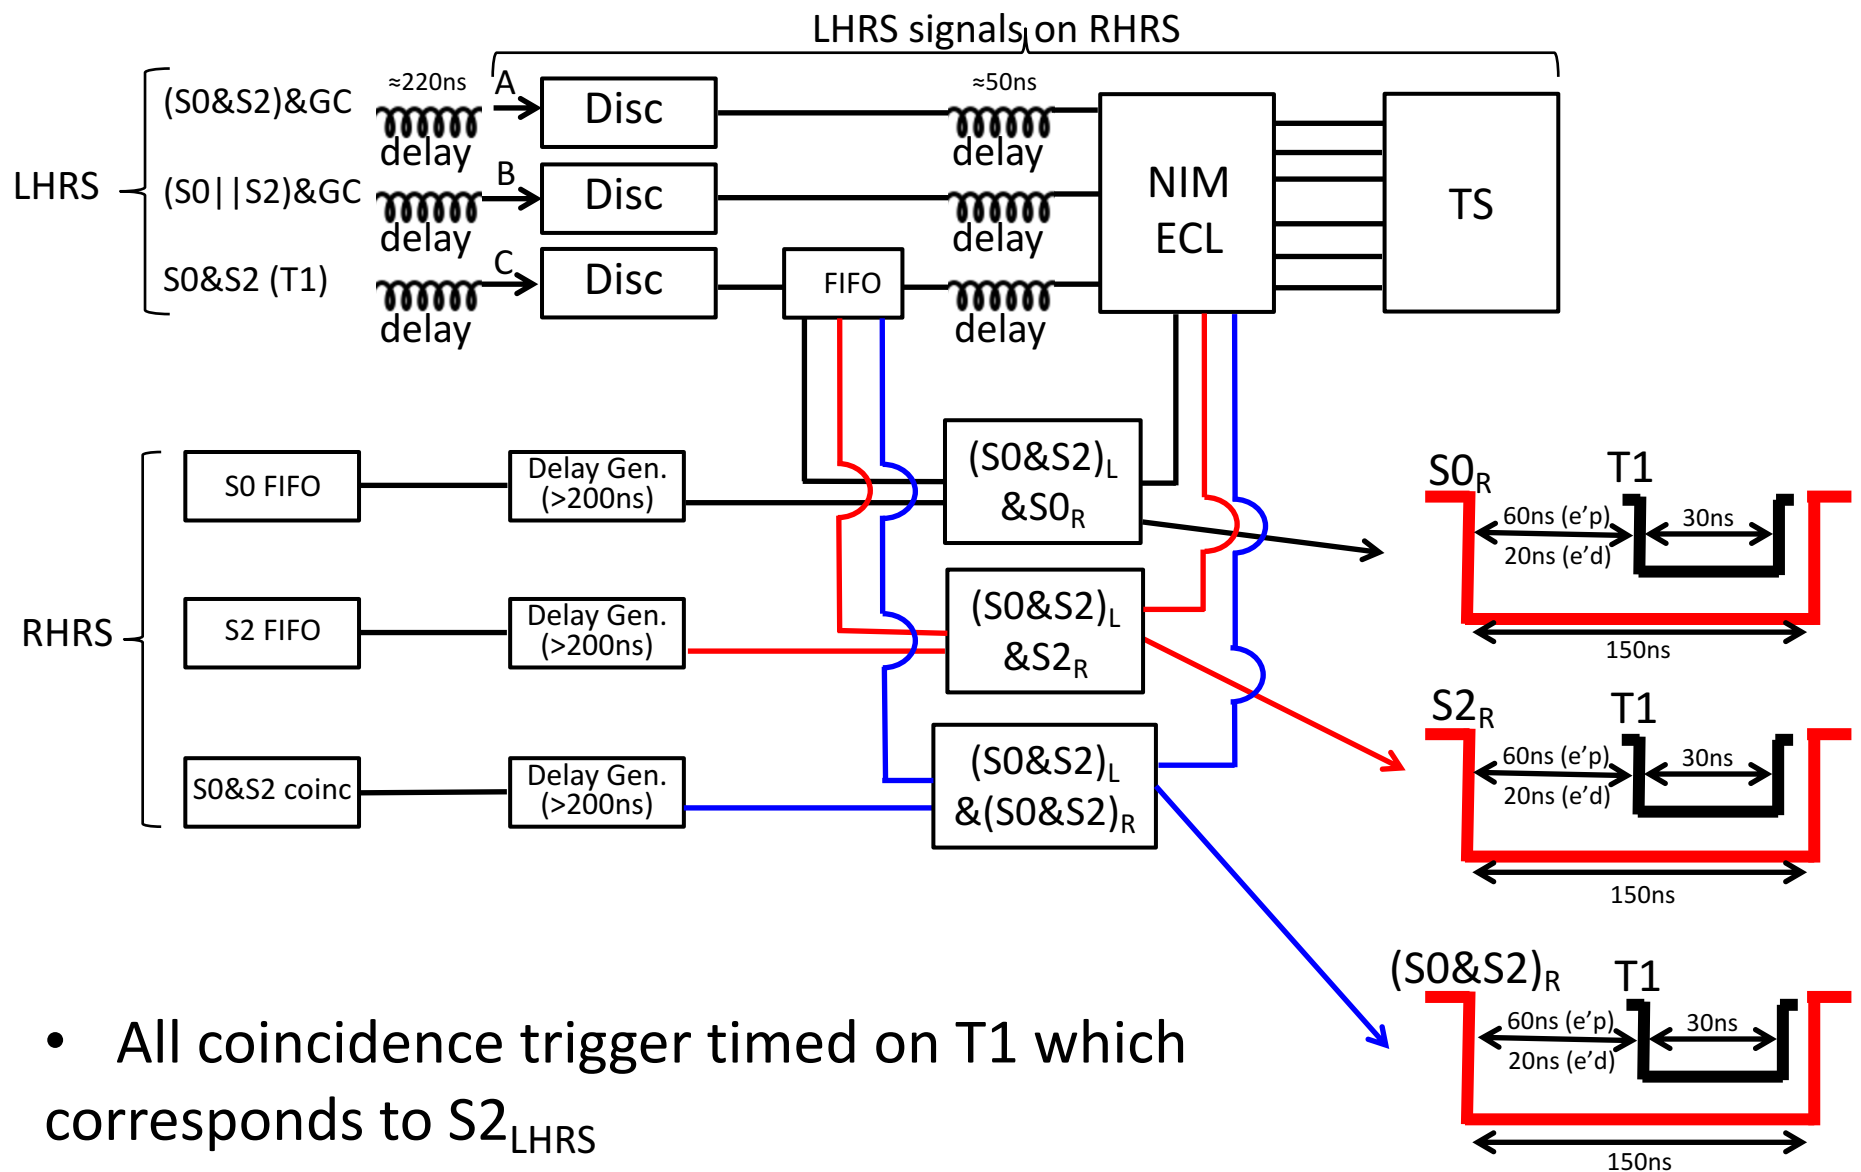 LHRS signals on RHRS
(S0&S2)&GC
≈220ns
A
Disc
≈50ns
delay
delay
LHRS
(S0||S2)&GC
B
Disc
NIM
ECL
TS
delay
delay
S0&S2 (T1)
C
Disc
FIFO
delay
delay
RHRS
S0 FIFO
Delay Gen.
(>200ns)
(S0&S2)L
&S0R
S2 FIFO
Delay Gen.
(>200ns)
(S0&S2)L
&S2R
S0&S2 coinc
Delay Gen.
(>200ns)
(S0&S2)L
&(S0&S2)R
S0R
T1
60ns (e'p)
30ns
20ns (e'd)
150ns
S2R
T1
60ns (e'p)
30ns
20ns (e'd)
150ns
(S0&S2)R
T1
60ns (e'p)
30ns
20ns (e'd)
150ns
• All coincidence trigger timed on T1 which
corresponds to S2LHRS